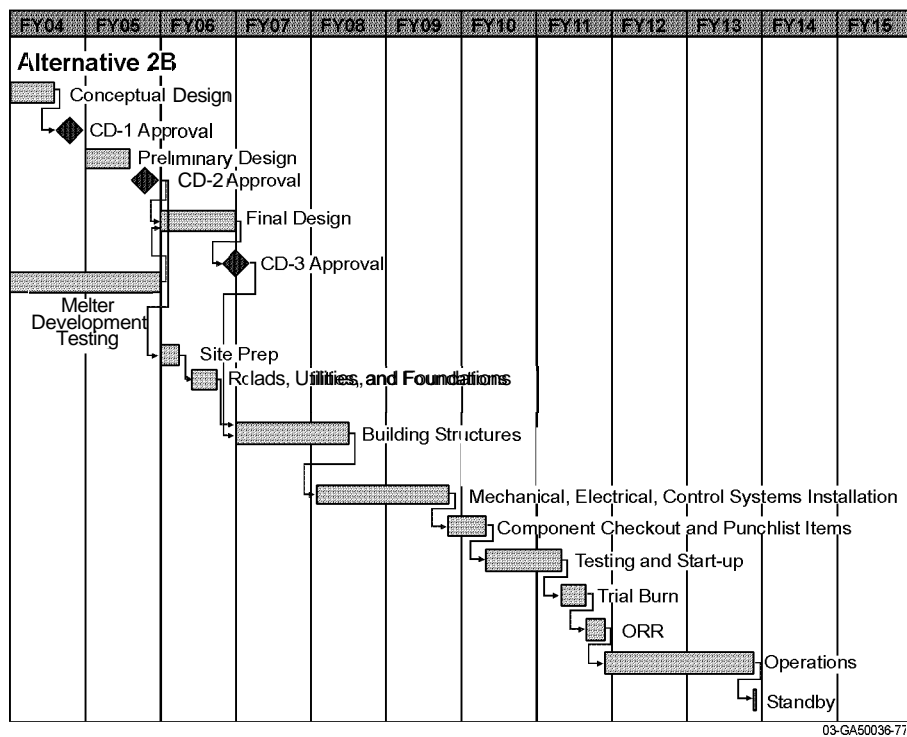 FY04 FY05 FY06 FY07 FY08 FY09 FY10 FY11 FY12 FY13 FY14 FY15
Alternative 2B
Conceptual Design
CD-1 Approval
Preliminary Design
CD-2 Approval
Final Design
CD-3 Approval
Melter
Development
Testing
Site Prep
Roads, Utilities, and Foundations
Building Structures
Mechanical, Electrical, Control Systems Installation
Component Checkout and Punchlist Items
Testing and Start-up
Trial Burn
ORR
Operations
Standby
03-GA50036-77